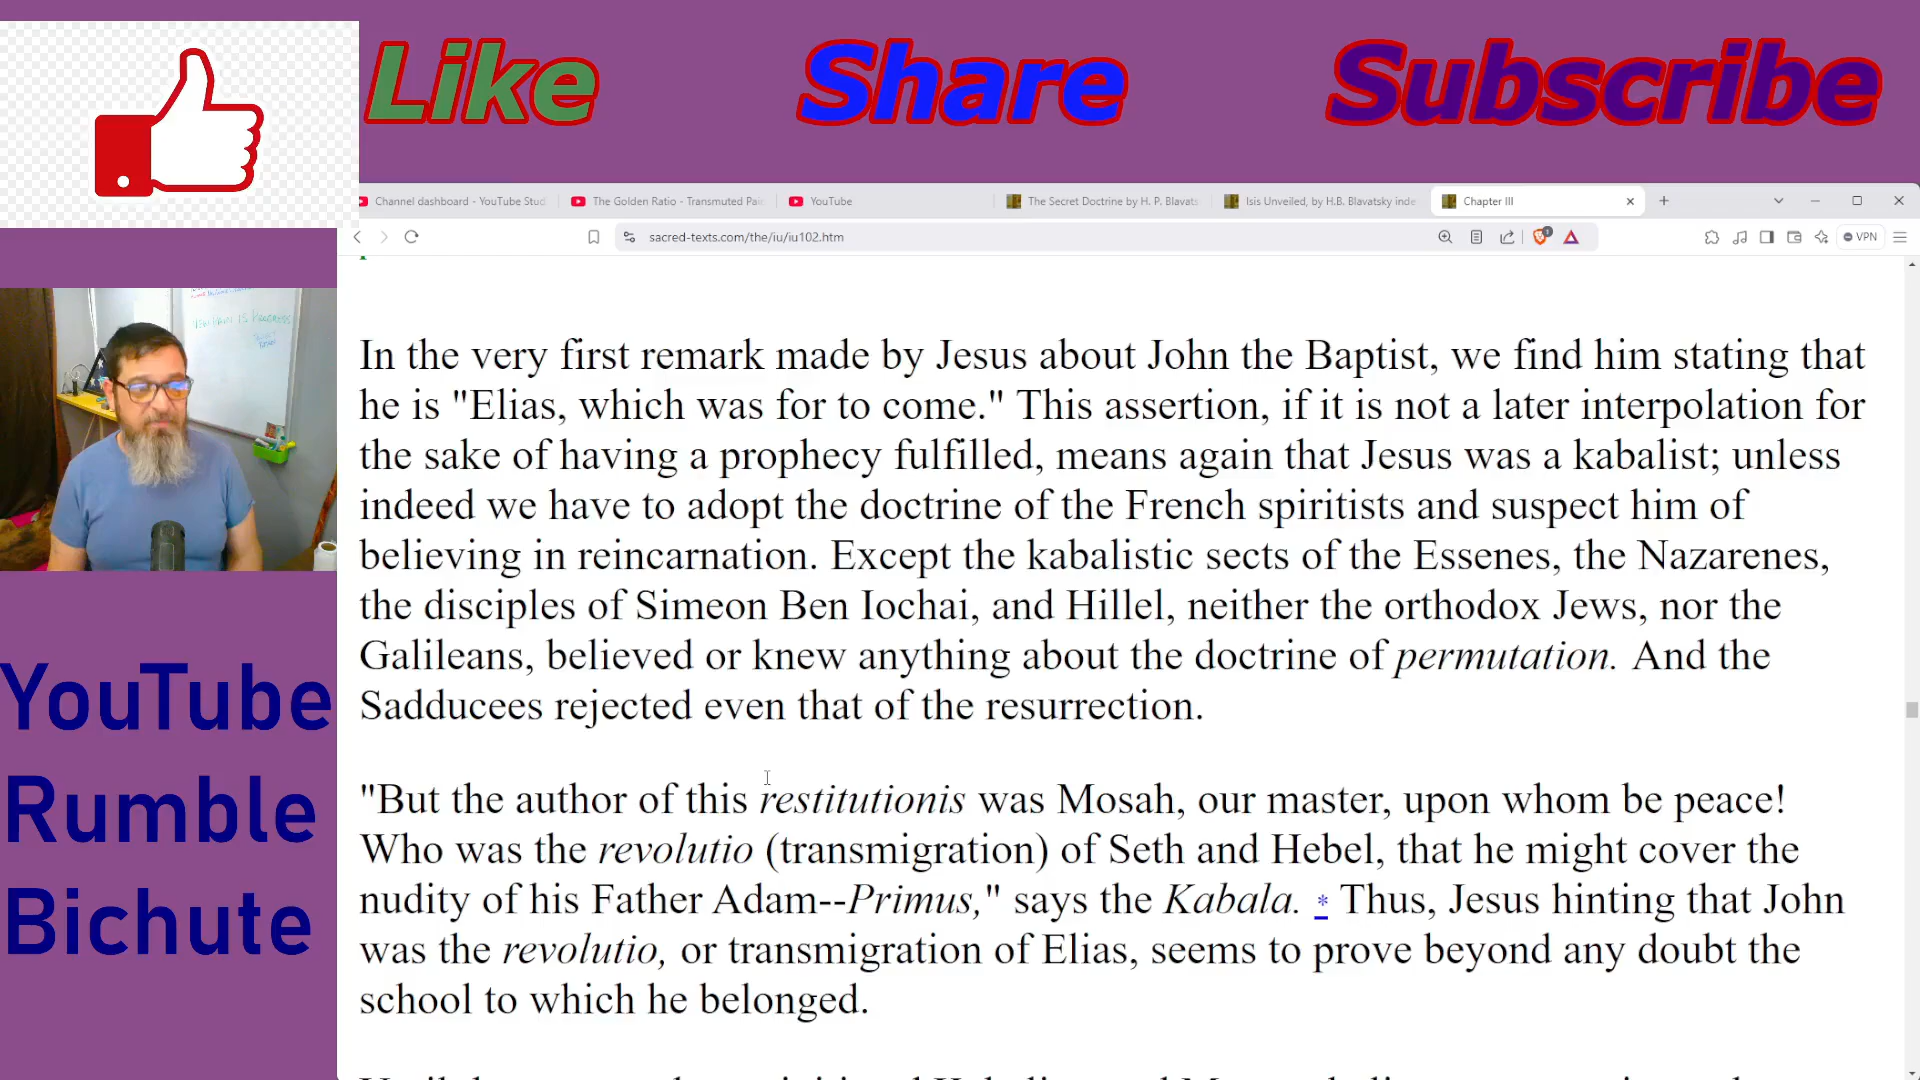 Like Share Subscribe
Channel dashboard - YouTube Stud
The Golden Ratio - Transmuted Pai
YouTube
The Secret Doctrine by H. P. Blavats
Isis Unveiled, by H.B. Blavatsky inde
Chapter III
sacred-texts.com/the/iu/iu102.htm
1
VPN
In the very first remark made by Jesus about John the Baptist, we find him stating that
he is "Elias, which was for to come." This assertion, if it is not a later interpolation for
the sake of having a prophecy fulfilled, means again that Jesus was a kabalist; unless
indeed we have to adopt the doctrine of the French spiritists and suspect him of
believing in reincarnation. Except the kabalistic sects of the Essenes, the Nazarenes,
the disciples of Simeon Ben Iochai, and Hillel, neither the orthodox Jews, nor the
Galileans, believed or knew anything about the doctrine of permutation. And the
Sadducees rejected even that of the resurrection.
"But the author of this restitutionis was Mosah, our master, upon whom be peace!
Who was the revolutio (transmigration) of Seth and Hebel, that he might cover the
nudity of his Father Adam--Primus," says the Kabala. * Thus, Jesus hinting that John
was the revolutio, or transmigration of Elias, seems to prove beyond any doubt the
school to which he belonged.
YouTube
Rumble
Bichute